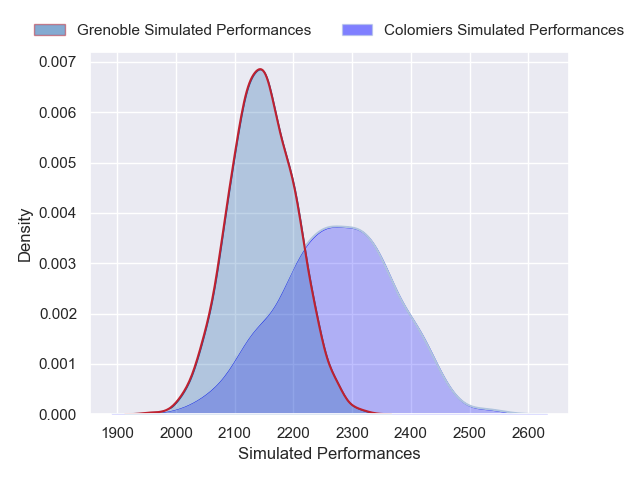 Grenoble Simulated Performances
Colomiers Simulated Performances
0.007
0.006
0.005
0.004
0.003
0.002
0.001
0.000
Density
1900 2000 2100 2200 2300 2400 2500 2600
Simulated Performances